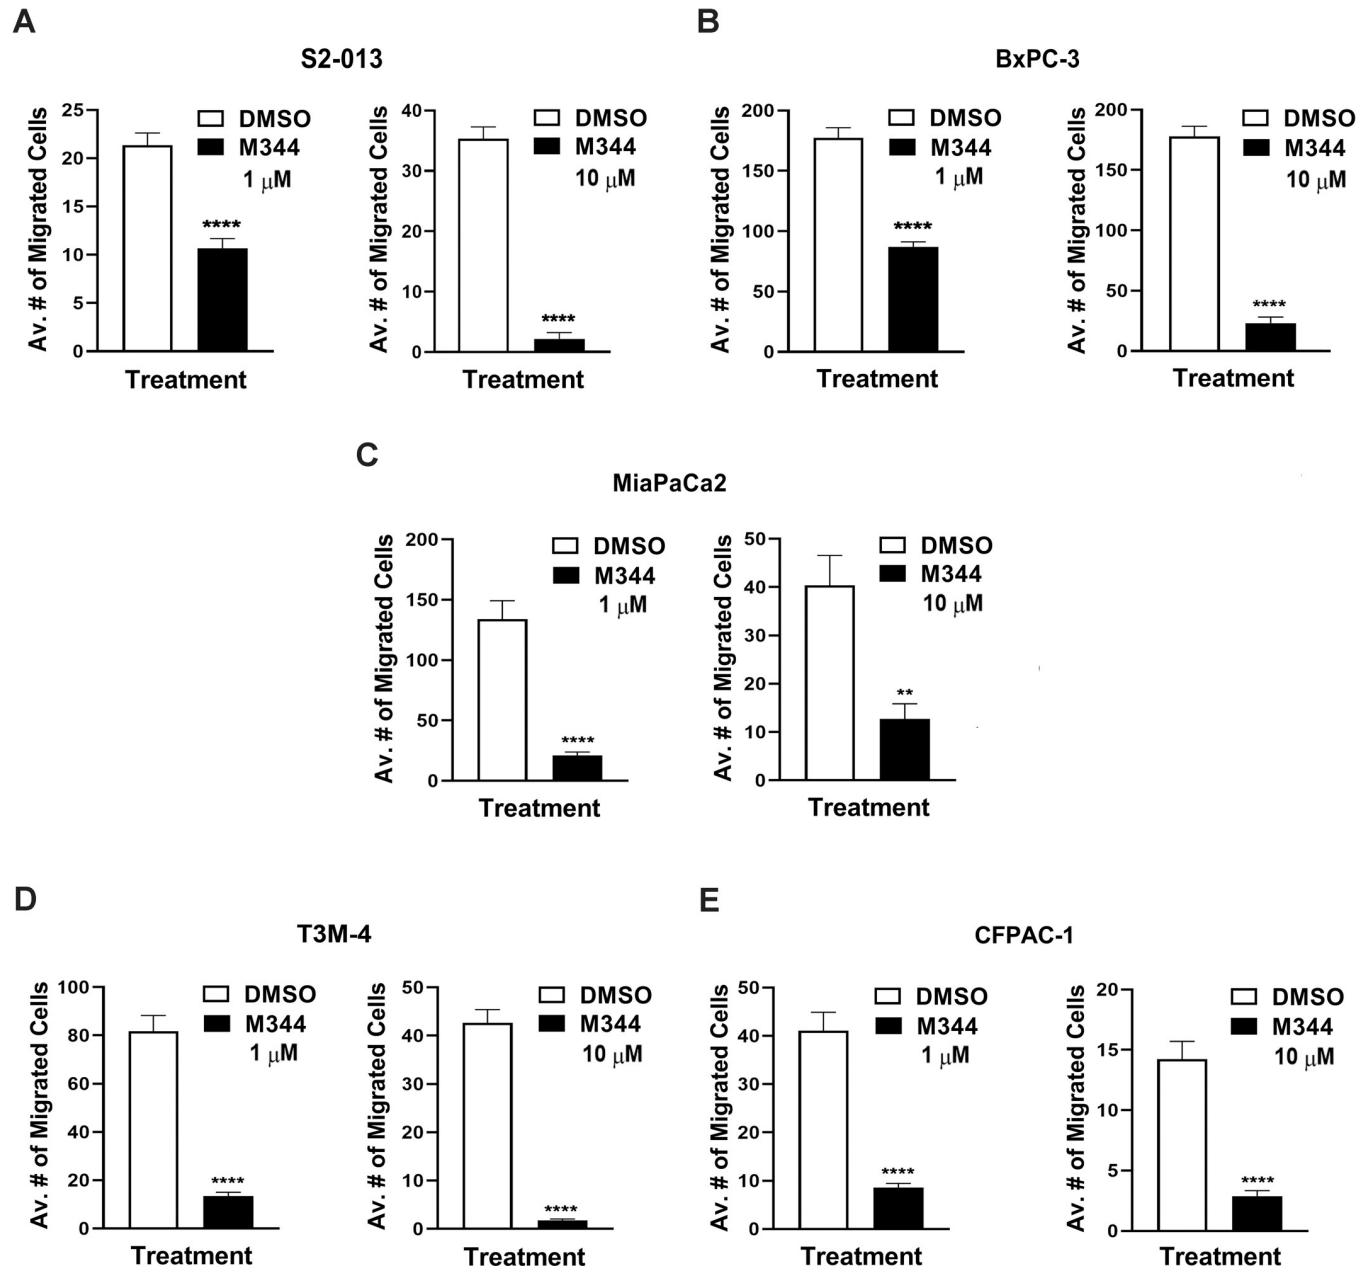 A
S2-013
Av. # of Migrated Cells
25
20
15
10
5
0
DMSO
M344
1 μM
****
Treatment
Av. # of Migrated Cells
40
30
20
10
0
DMSO
M344
10 μM
****
Treatment
B
BxPC-3
Av. # of Migrated Cells
200
150
100
50
0
DMSO
M344
1 μM
****
Treatment
Av. # of Migrated Cells
200
150
100
50
0
DMSO
M344
10 μM
****
Treatment
C
MiaPaCa2
Av. # of Migrated Cells
200
150
100
50
0
DMSO
M344
1 μM
****
Treatment
Av. # of Migrated Cells
50
40
30
20
10
0
DMSO
M344
10 μM
**
Treatment
D
T3M-4
Av. # of Migrated Cells
100
80
60
40
20
0
DMSO
M344
1 μM
****
Treatment
Av. # of Migrated Cells
50
40
30
20
10
0
DMSO
M344
10 μM
****
Treatment
E
CFPAC-1
Av. # of Migrated Cells
50
40
30
20
10
0
DMSO
M344
1 μM
****
Treatment
Av. # of Migrated Cells
20
15
10
5
0
DMSO
M344
10 μM
****
Treatment